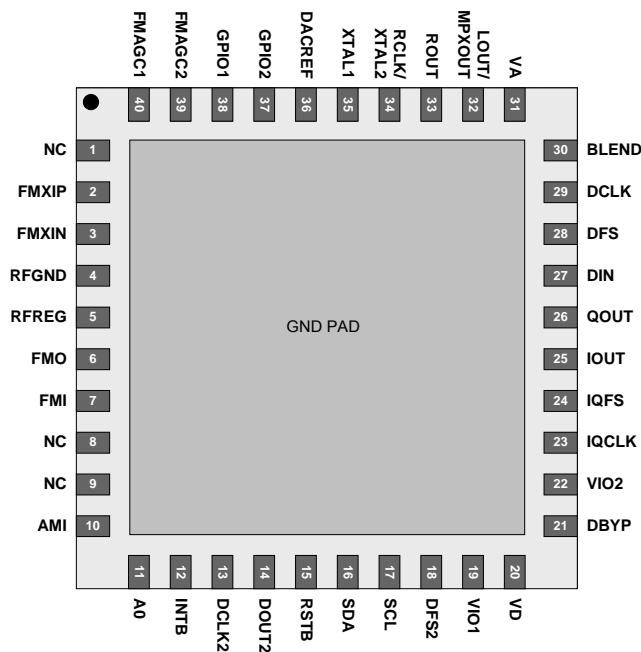 FMAGC1
FMAGC2
GPIO1
GPIO2
DACREF
XTAL1
RCLK/
XTAL2
ROUT
LOUT/
MPXOUT
VA
40
39
38
37
36
35
34
33
32
31
NC 1
FMXIP 2
FMXIN 3
RFGND 4
RFREG 5
FMO 6
FMI 7
NC 8
NC 9
AMI 10
GND PAD
30 BLEND
29 DCLK
28 DFS
27 DIN
26 QOUT
25 IOUT
24 IQFS
23 IQCLK
22 VIO2
21 DBYP
11
12
13
14
15
16
17
18
19
20
A0
INTB
DCLK2
DOUT2
RSTB
SDA
SCL
DFS2
VIO1
VD